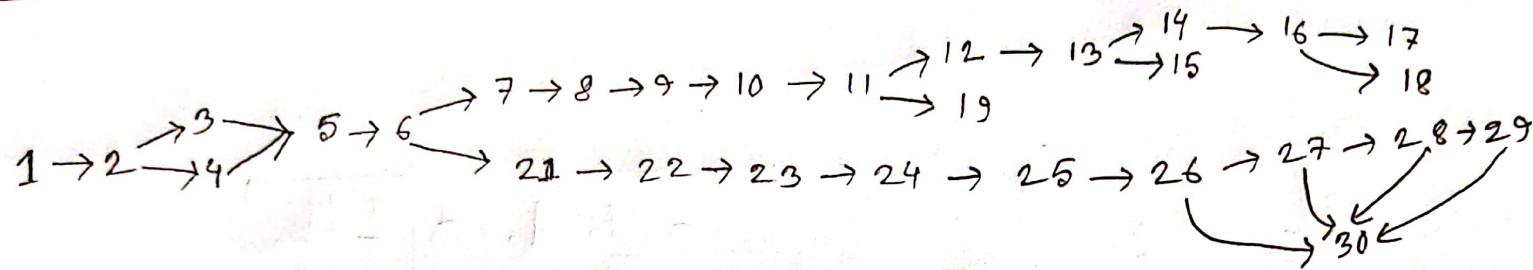 14 → 16 → 17
12 → 13 → 15
18
7 → 8 → 9 → 10 → 11 → 19
3 → 5 → 6
1 → 2 → 4
21 → 22 → 23 → 24 → 25 → 26 → 27 → 28 → 29
30